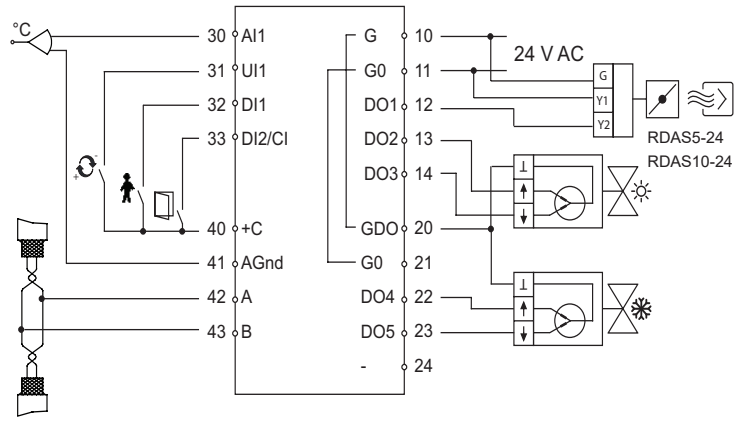 °C
30 AI1 G 10
24 V AC
31 UI1 G0 11
G
32 DI1 DO1 12
Y1
Y2
33 DI2/CI DO2 13
RDAS5-24
RDAS10-24
DO3 14
⊥
- +
40 +C GDO 20
41 AGnd G0 21
⊥
42 A DO4 22
43 B DO5 23
- 24